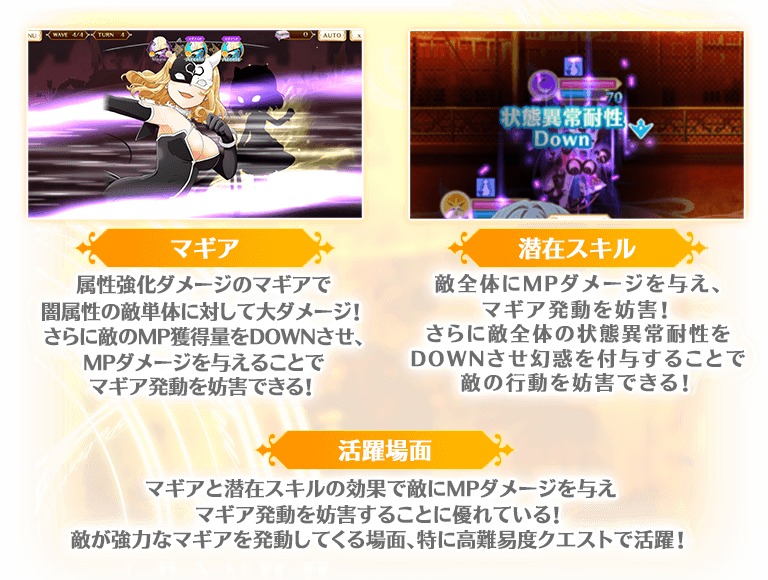 NU
WAVE 4/4
TURN 4
0
AUTO
x
状態異常耐性
Down
70
マギア
潜在スキル
属性強化ダメージのマギアで
闇属性の敵単体に対して大ダメージ!
さらに敵のMP獲得量をDOWNさせ、
MPダメージを与えることで
マギア発動を妨害できる!
敵全体にMPダメージを与え、
マギア発動を妨害!
さらに敵全体の状態異常耐性を
DOWNさせ幻惑を付与することで
敵の行動を妨害できる!
活躍場面
マギアと潜在スキルの効果で敵にMPダメージを与え
マギア発動を妨害することに優れている!
敵が強力なマギアを発動してくる場面、特に高難易度クエストで活躍!